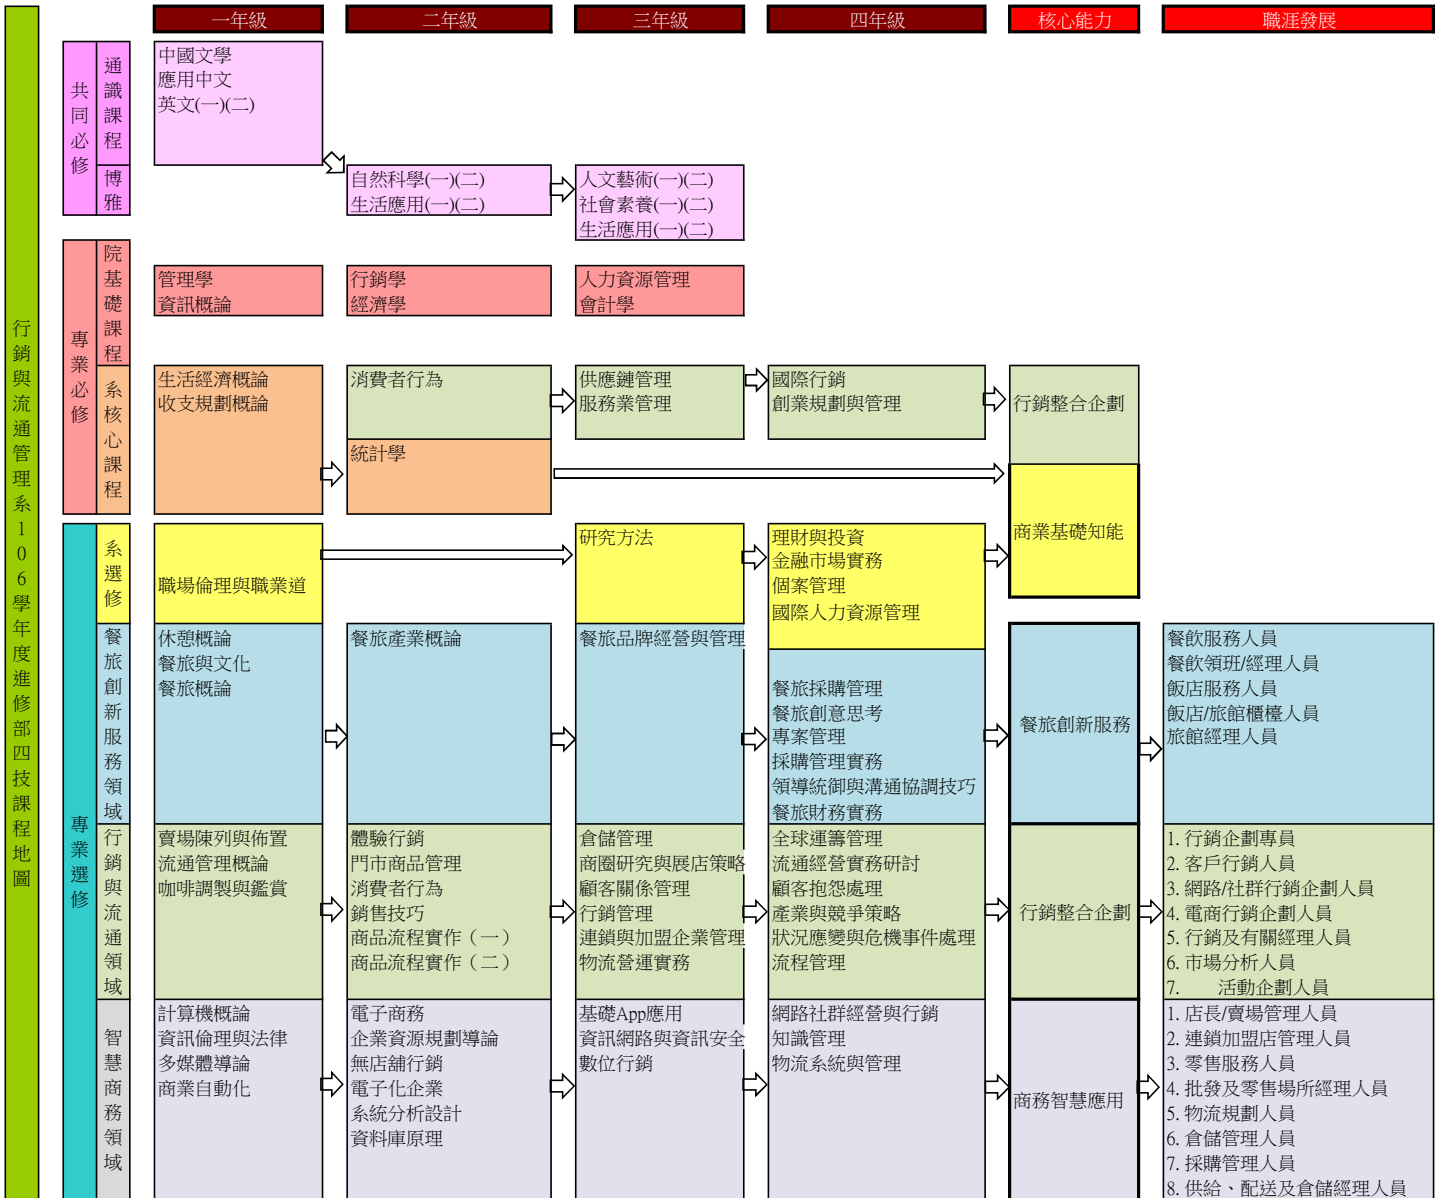 行銷與流通管理系106學年度進修部四技課程地圖
一年級
二年級
三年級
四年級
核心能力
職涯發展
共同必修
通識課程
中國文學
應用中文
英文(一)(二)
博雅
自然科學(一)(二)
生活應用(一)(二)
人文藝術(一)(二)
社會素養(一)(二)
生活應用(一)(二)
專業必修
院基礎課程
管理學
資訊概論
行銷學
經濟學
人力資源管理
會計學
系核心課程
生活經濟概論
收支規劃概論
消費者行為
統計學
供應鏈管理
服務業管理
國際行銷
創業規劃與管理
行銷整合企劃
商業基礎知能
專業選修
系選修
職場倫理與職業道
研究方法
理財與投資
金融市場實務
個案管理
國際人力資源管理
餐旅創新服務領域
休憩概論
餐旅與文化
餐旅概論
餐旅產業概論
餐旅品牌經營與管理
餐旅採購管理
餐旅創意思考
專案管理
採購管理實務
領導統御與溝通協調技巧
餐旅財務實務
餐旅創新服務
餐飲服務人員
餐飲領班/經理人員
飯店服務人員
飯店/旅館櫃檯人員
旅館經理人員
行銷與流通領域
賣場陳列與佈置
流通管理概論
咖啡調製與鑑賞
體驗行銷
門市商品管理
消費者行為
銷售技巧
商品流程實作（一）
商品流程實作（二）
倉儲管理
商圈研究與展店策略
顧客關係管理
行銷管理
連鎖與加盟企業管理
物流營運實務
全球運籌管理
流通經營實務研討
顧客抱怨處理
產業與競爭策略
狀況應變與危機事件處理
流程管理
行銷整合企劃
1. 行銷企劃專員
2. 客戶行銷人員
3. 網路/社群行銷企劃人員
4. 電商行銷企劃人員
5. 行銷及有關經理人員
6. 市場分析人員
7. 活動企劃人員
智慧商務領域
計算機概論
資訊倫理與法律
多媒體導論
商業自動化
電子商務
企業資源規劃導論
無店舖行銷
電子化企業
系統分析設計
資料庫原理
基礎App應用
資訊網路與資訊安全
數位行銷
網路社群經營與行銷
知識管理
物流系統與管理
商務智慧應用
1. 店長/賣場管理人員
2. 連鎖加盟店管理人員
3. 零售服務人員
4. 批發及零售場所經理人員
5. 物流規劃人員
6. 倉儲管理人員
7. 採購管理人員
8. 供給、配送及倉儲經理人員